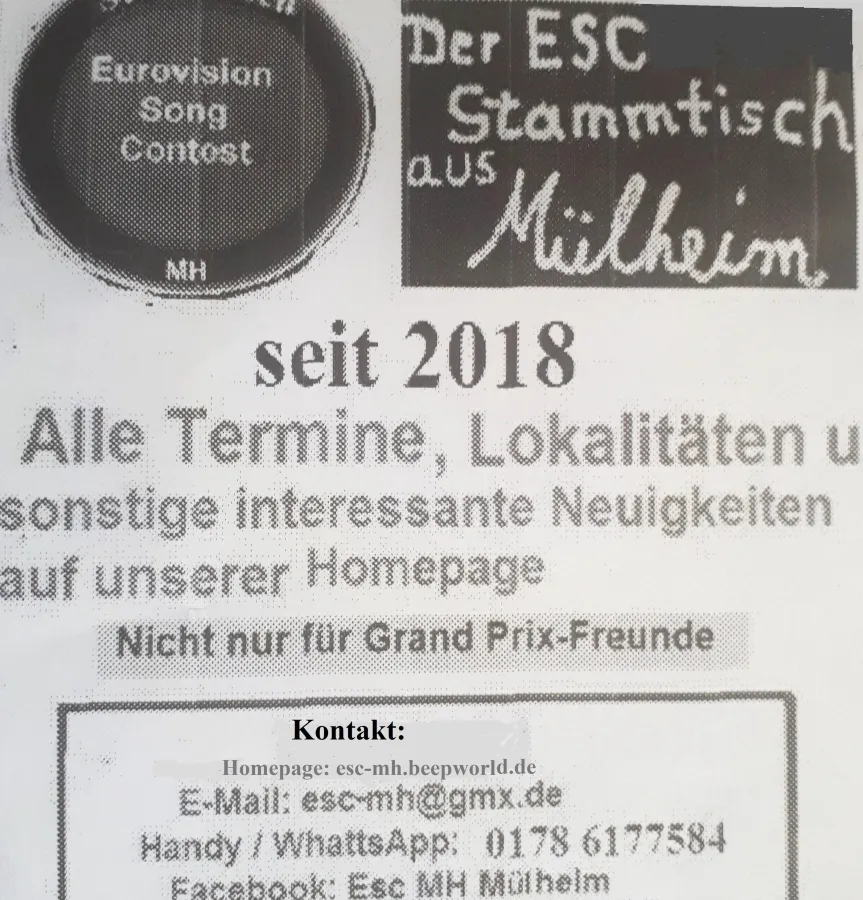 Eurovision
Song
Contost
MH
Der ESC
Stammtisch
aus
Mülheim
seit 2018
Alle Termine, Lokalitäten u
sonstige interessante Neuigkeiten
auf unserer Homepage
Nicht nur für Grand Prix-Freunde
Kontakt:
Homepage: esc-mh.beepworld.de
E-Mail: esc-mh@gmx.de
Handy / WhattsApp: 0178 6177584
Facebook: Esc MH Mülheim